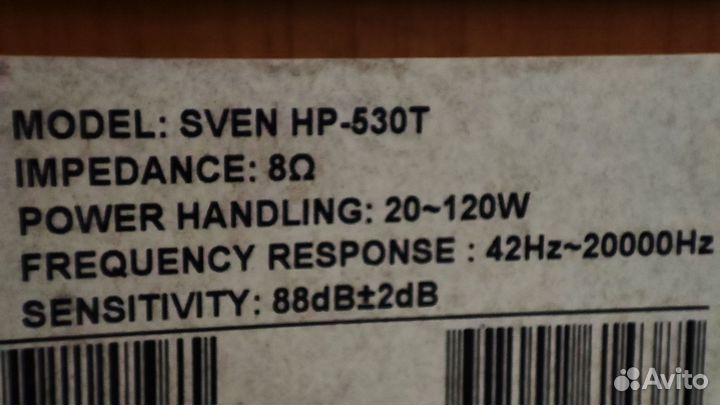 MODEL: SVEN HP-530T
IMPEDANCE: 8Ω
POWER HANDLING: 20~120W
FREQUENCY RESPONSE : 42Hz~20000Hz
SENSITIVITY: 88dB±2dB
Avito